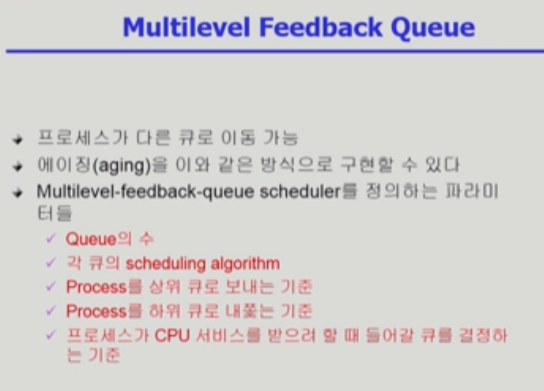 Multilevel Feedback Queue
프로세스가 다른 큐로 이동 가능
에이징(aging)을 이와 같은 방식으로 구현할 수 있다
Multilevel-feedback-queue scheduler를 정의하는 파라미
터들
Queue의 수
각 큐의 scheduling algorithm
Process를 상위 큐로 보내는 기준
Process를 하위 큐로 내쫓는 기준
프로세스가 CPU 서비스를 받으려 할 때 들어갈 큐를 결정하
는 기준